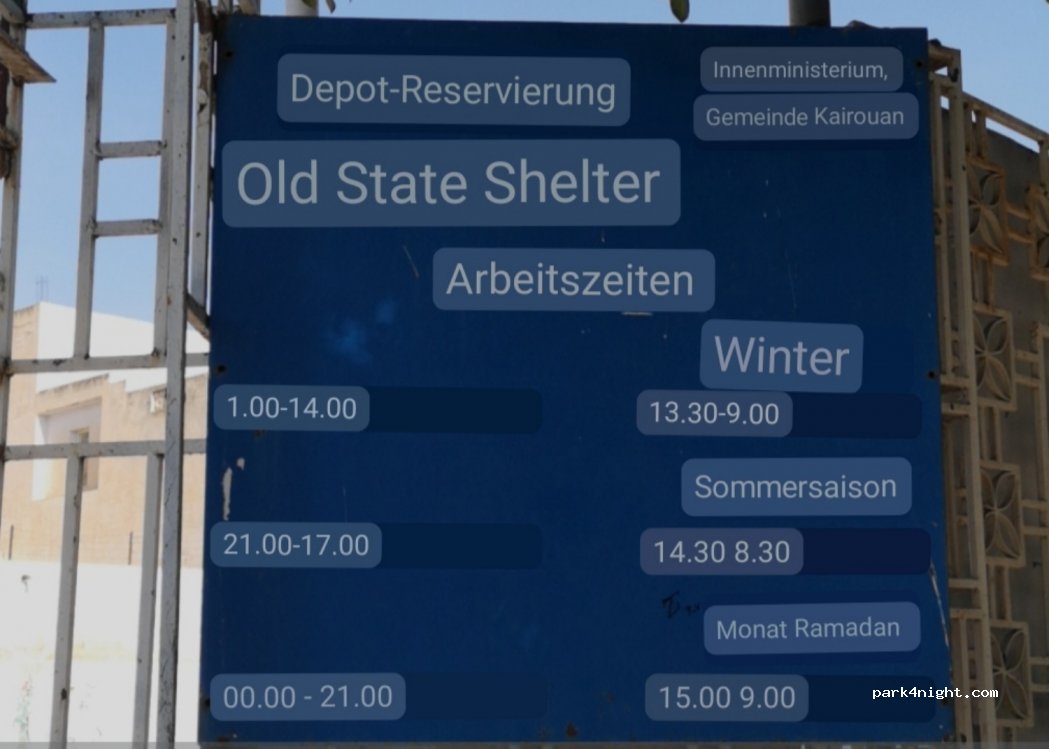 Depot-Reservierung
Innenministerium,
Gemeinde Kairouan
Old State Shelter
Arbeitszeiten
Winter
1.00-14.00
13.30-9.00
Sommersaison
21.00-17.00
14.30 8.30
Monat Ramadan
00.00 - 21.00
15.00 9.00
park4night.com